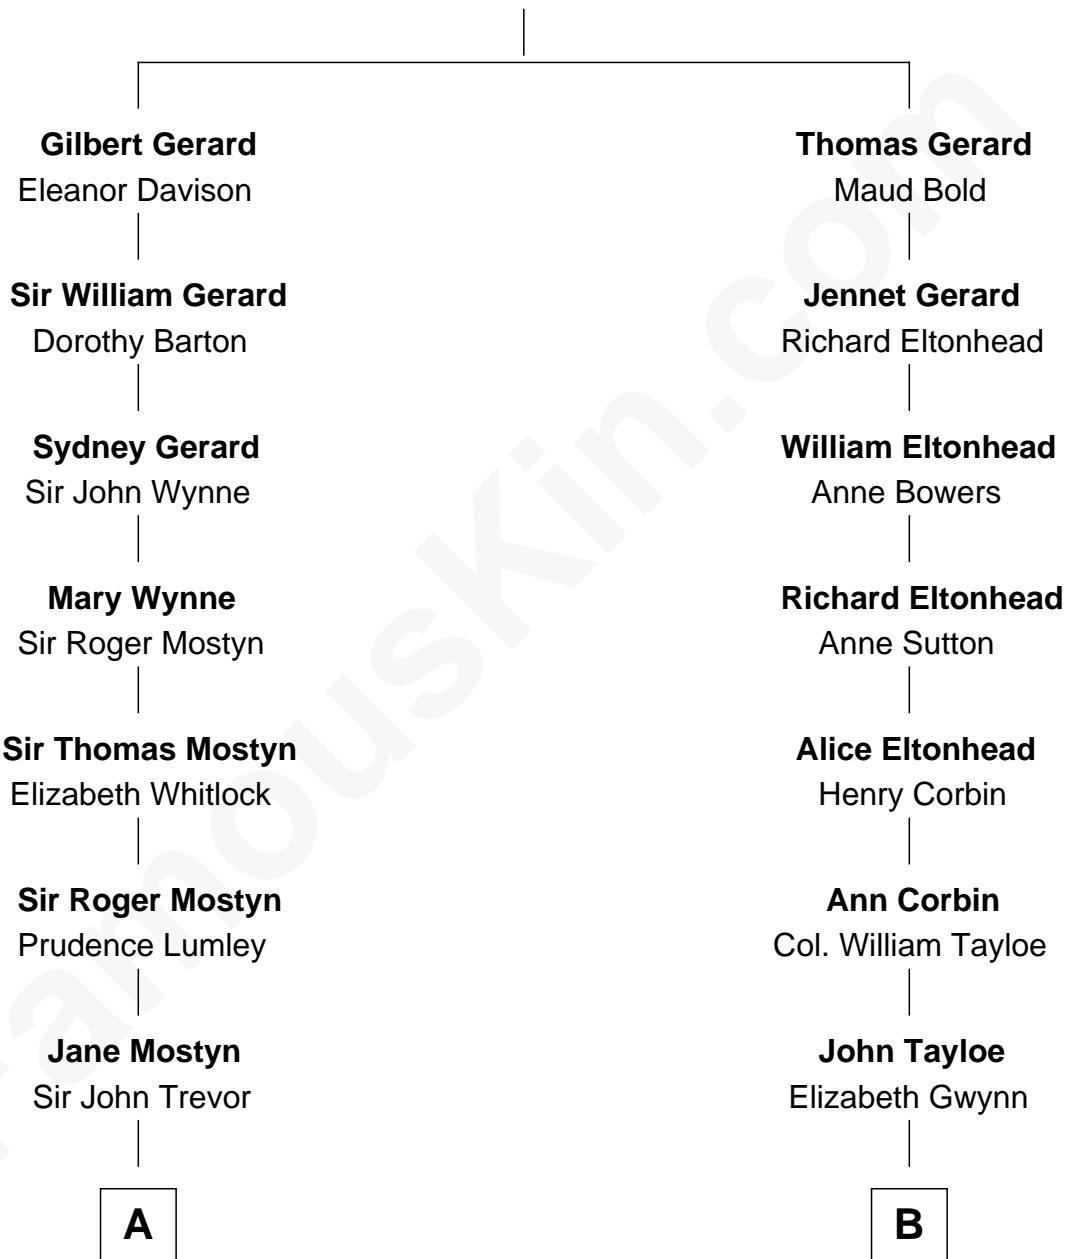 Gilbert Gerard
Eleanor Davison
Thomas Gerard
Maud Bold
Sir William Gerard
Dorothy Barton
Jennet Gerard
Richard Eltonhead
Sydney Gerard
Sir John Wynne
William Eltonhead
Anne Bowers
Mary Wynne
Sir Roger Mostyn
Richard Eltonhead
Anne Sutton
Sir Thomas Mostyn
Elizabeth Whitlock
Alice Eltonhead
Henry Corbin
Sir Roger Mostyn
Prudence Lumley
Ann Corbin
Col. William Tayloe
Jane Mostyn
Sir John Trevor
John Tayloe
Elizabeth Gwynn
A
B
FamousKin.com